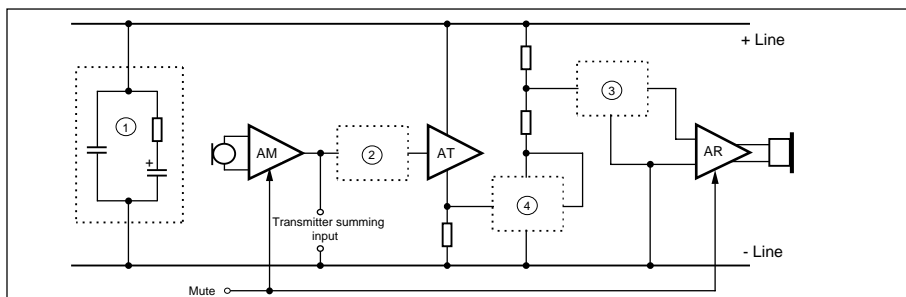 + Line
1
3
2
AM
AT
AR
+
4
Transmitter summing
input
- Line
Mute